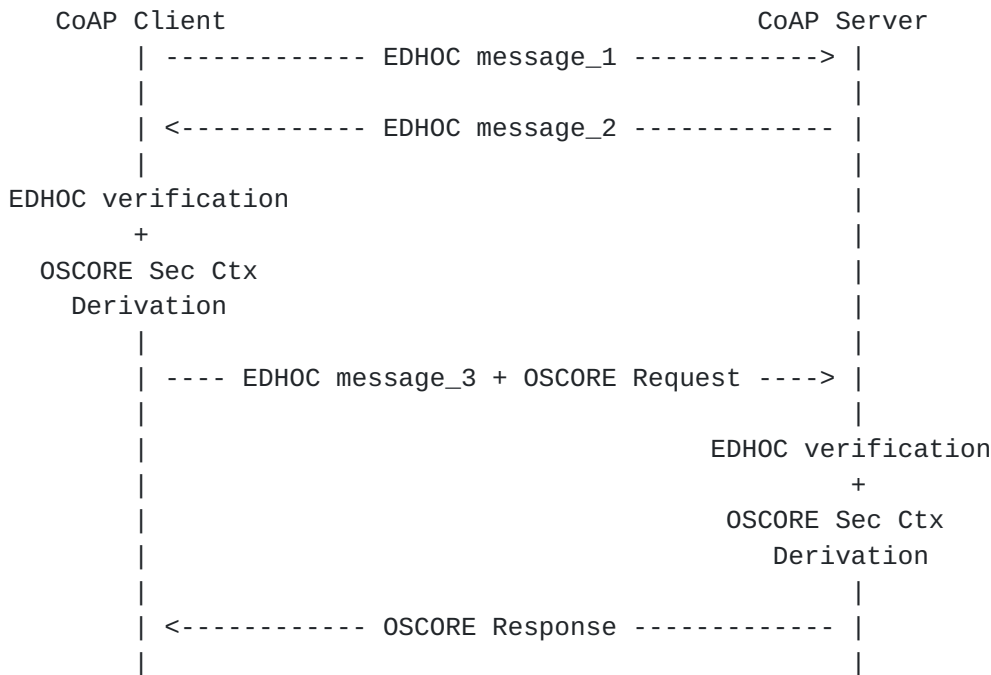 CoAP Client                                  CoAP Server
     | ------------- EDHOC message_1 ------------> |
     |                                             |
     | <------------ EDHOC message_2 ------------- |
     |                                             |
EDHOC verification                                 |
     +                                             |
OSCORE Sec Ctx                                     |
Derivation                                         |
     |                                             |
     | ---- EDHOC message_3 + OSCORE Request ----> |
     |                                             |
     |                                    EDHOC verification
     |                                             +
     |                                     OSCORE Sec Ctx
     |                                        Derivation
     |                                             |
     | <------------ OSCORE Response ------------- |
     |                                             |